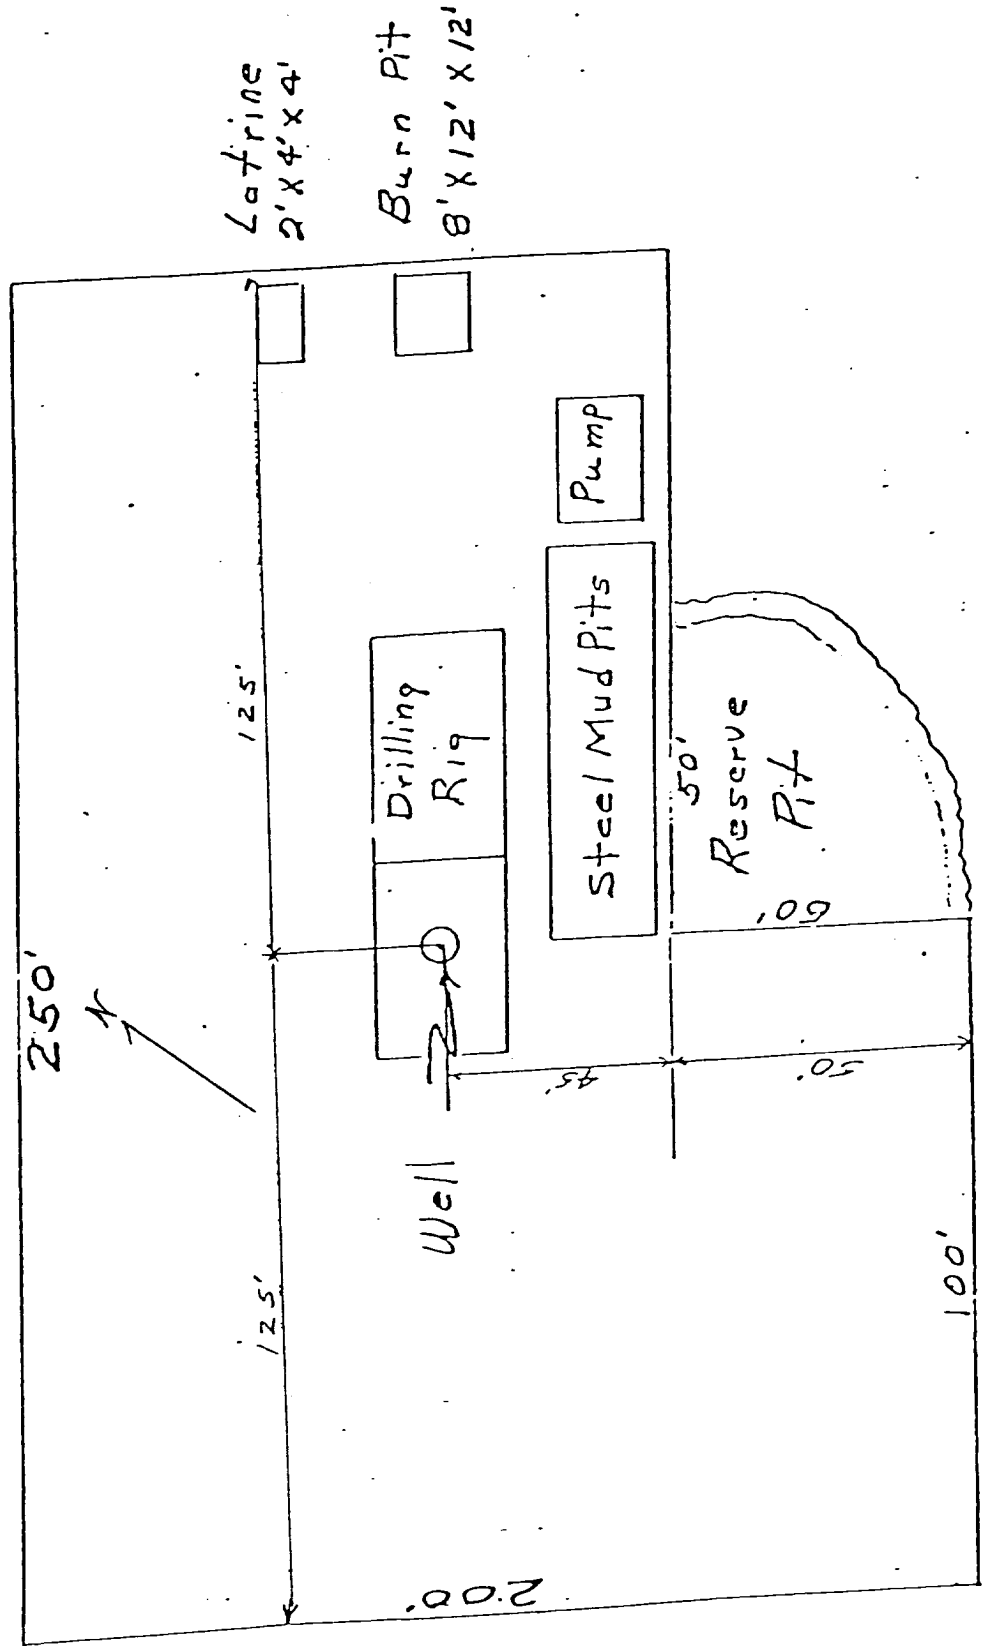 250'
N
Latrine
2'X4'X4'
125'
125'
Burn Pit
8'X12'X12'
Drilling
Rig
Well
45'
Pump
Steel Mud Pits
50'
Reserve
Pit
60'
50'
100'
200'